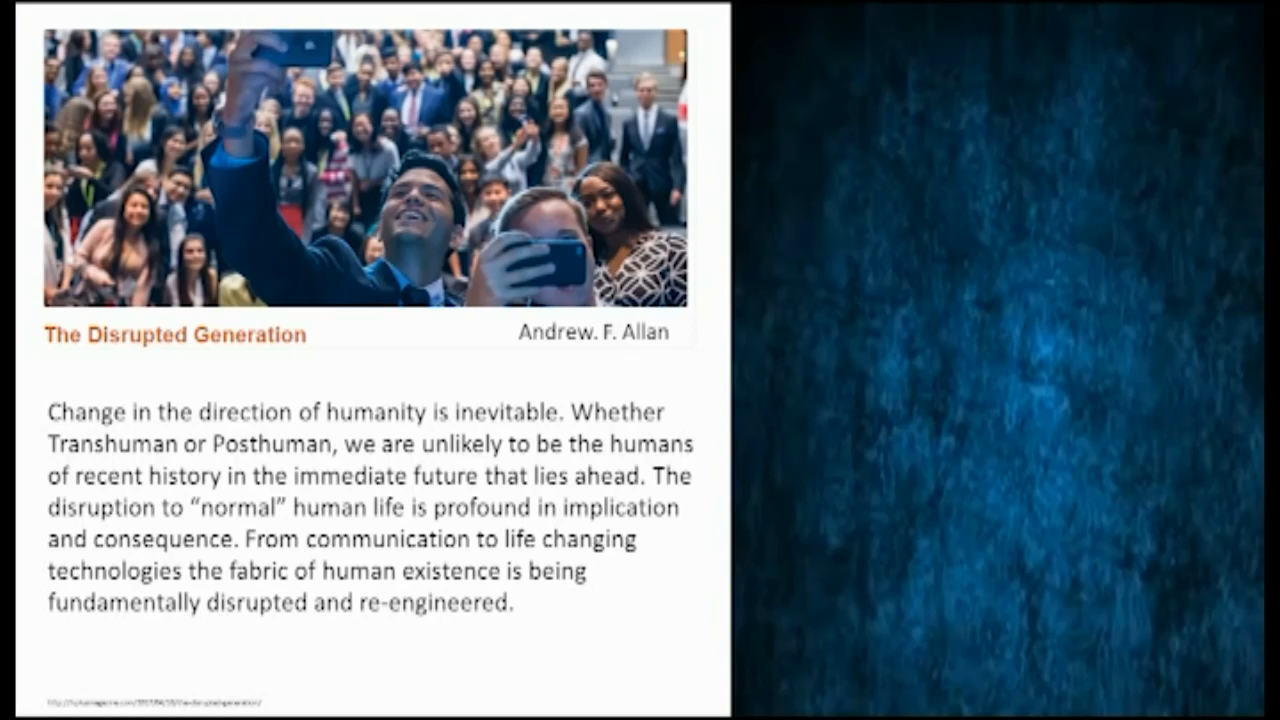 The Disrupted Generation
Andrew. F. Allan
Change in the direction of humanity is inevitable. Whether
Transhuman or Posthuman, we are unlikely to be the humans
of recent history in the immediate future that lies ahead. The
disruption to “normal” human life is profound in implication
and consequence. From communication to life changing
technologies the fabric of human existence is being
fundamentally disrupted and re-engineered.